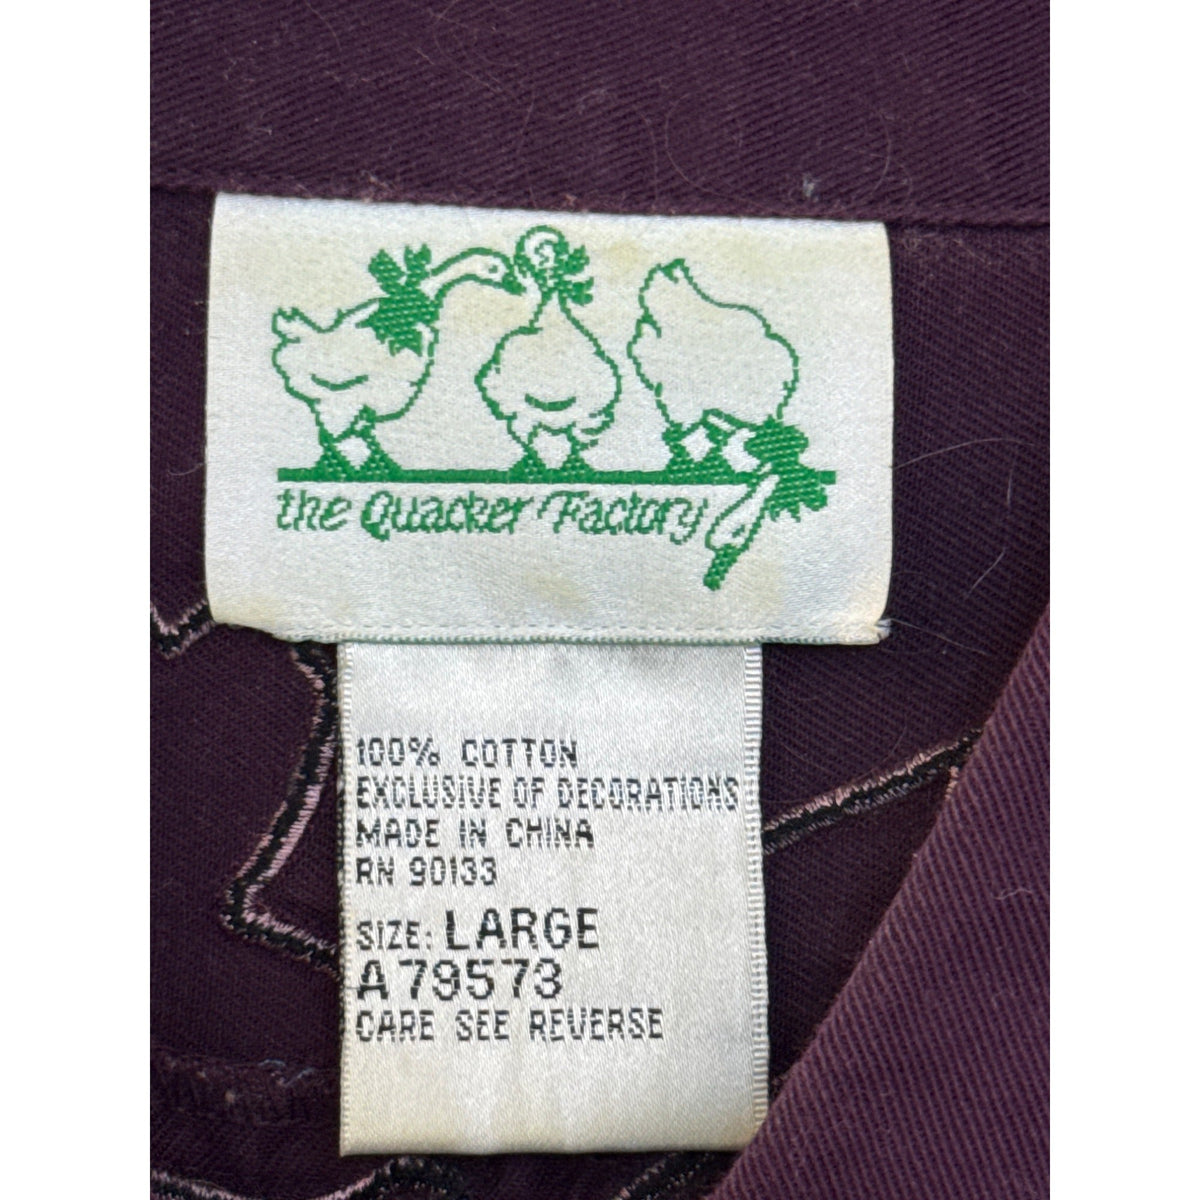 the Quacker Factory
100% COTTON
EXCLUSIVE OF DECORATIONS
MADE IN CHINA
RN 90133
SIZE: LARGE
A79573
CARE SEE REVERSE